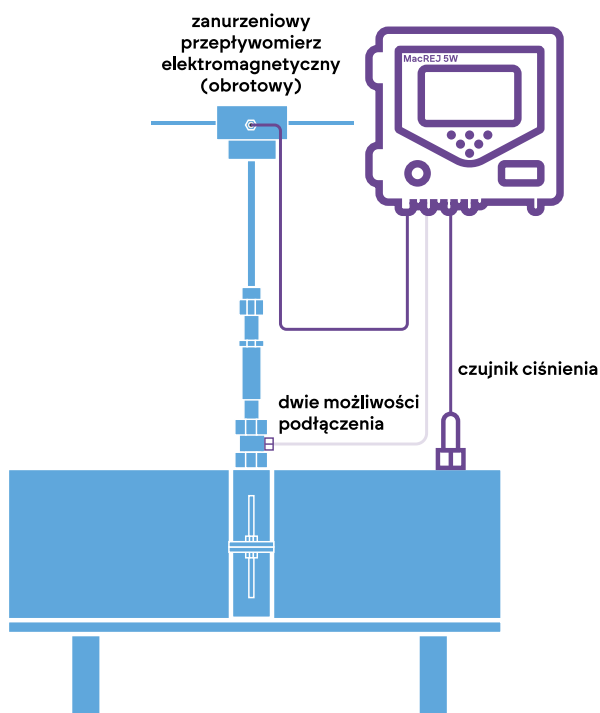 zanurzeniowy
przepływomierz
elektromagnetyczny
(obrotowy)
MacREJ 5W
czujnik ciśnienia
dwie możliwości
podłączenia